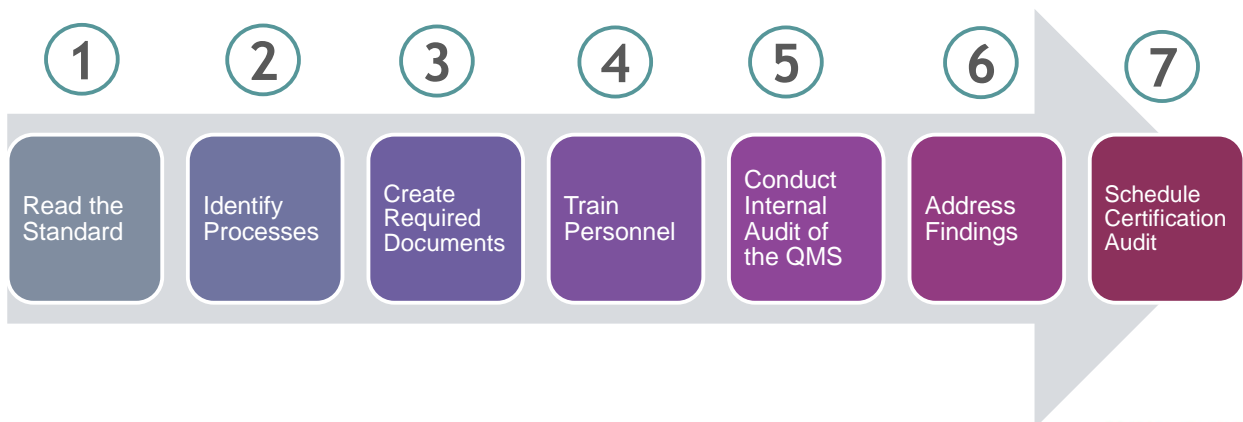 1
2
3
4
5
6
7
Read the
Standard
Identify
Processes
Create
Required
Documents
Train
Personnel
Conduct
Internal
Audit of
the QMS
Address
Findings
Schedule
Certification
Audit